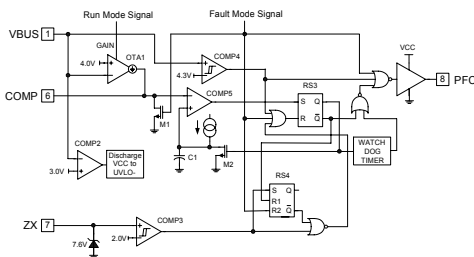 Run Mode Signal
Fault Mode Signal
VBUS 1
GAIN
OTA1
4.0V
COMP4
4.3V
VCC
8 PFC
COMP 6
M1
COMP5
RS3
S Q
R Q
C1
M2
WATCH DOG TIMER
COMP2
3.0V
Discharge VCC to UVLO-
RS4
S Q
R1
R2 Q
ZX 7
COMP3
7.6V
2.0V